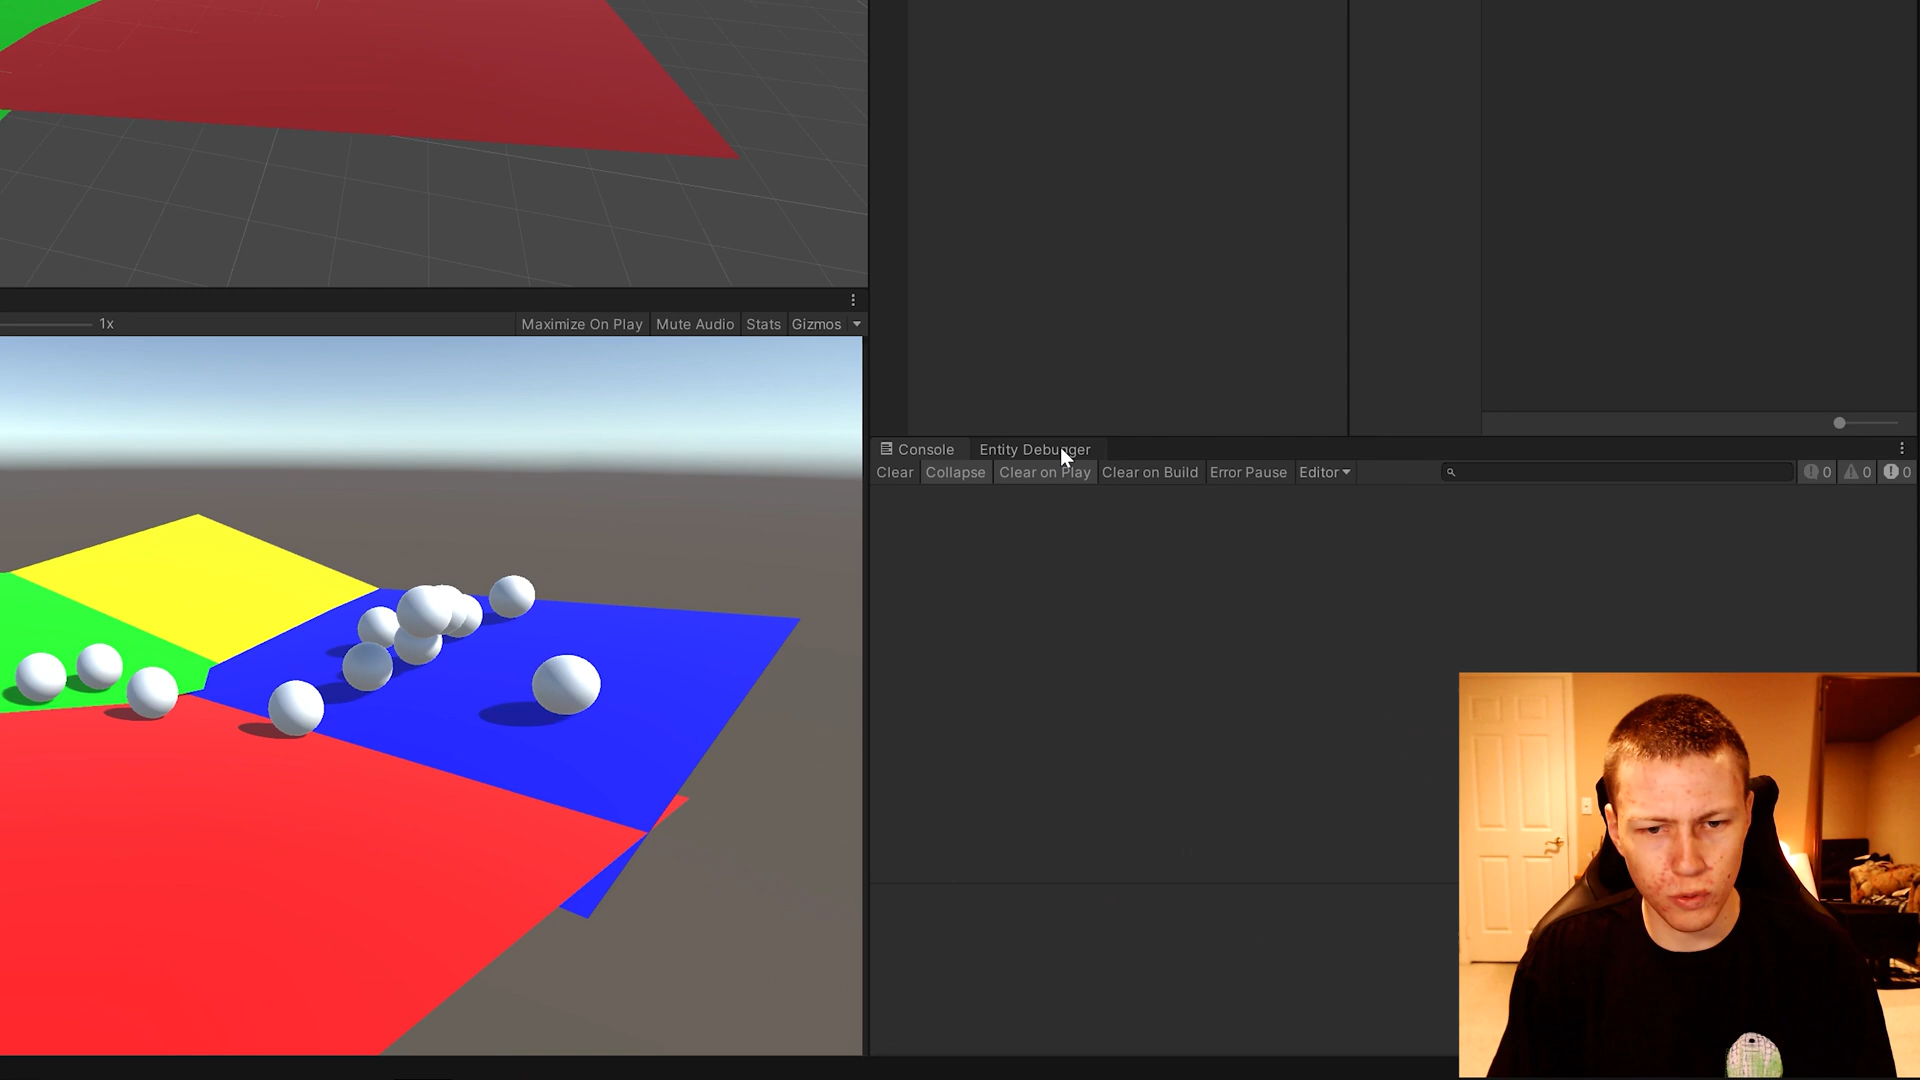 1x Maximize On Play Mute Audio Stats Gizmos
Console Entity Debugger
Clear Collapse Clear on Play Clear on Build Error Pause Editor 0 0 0